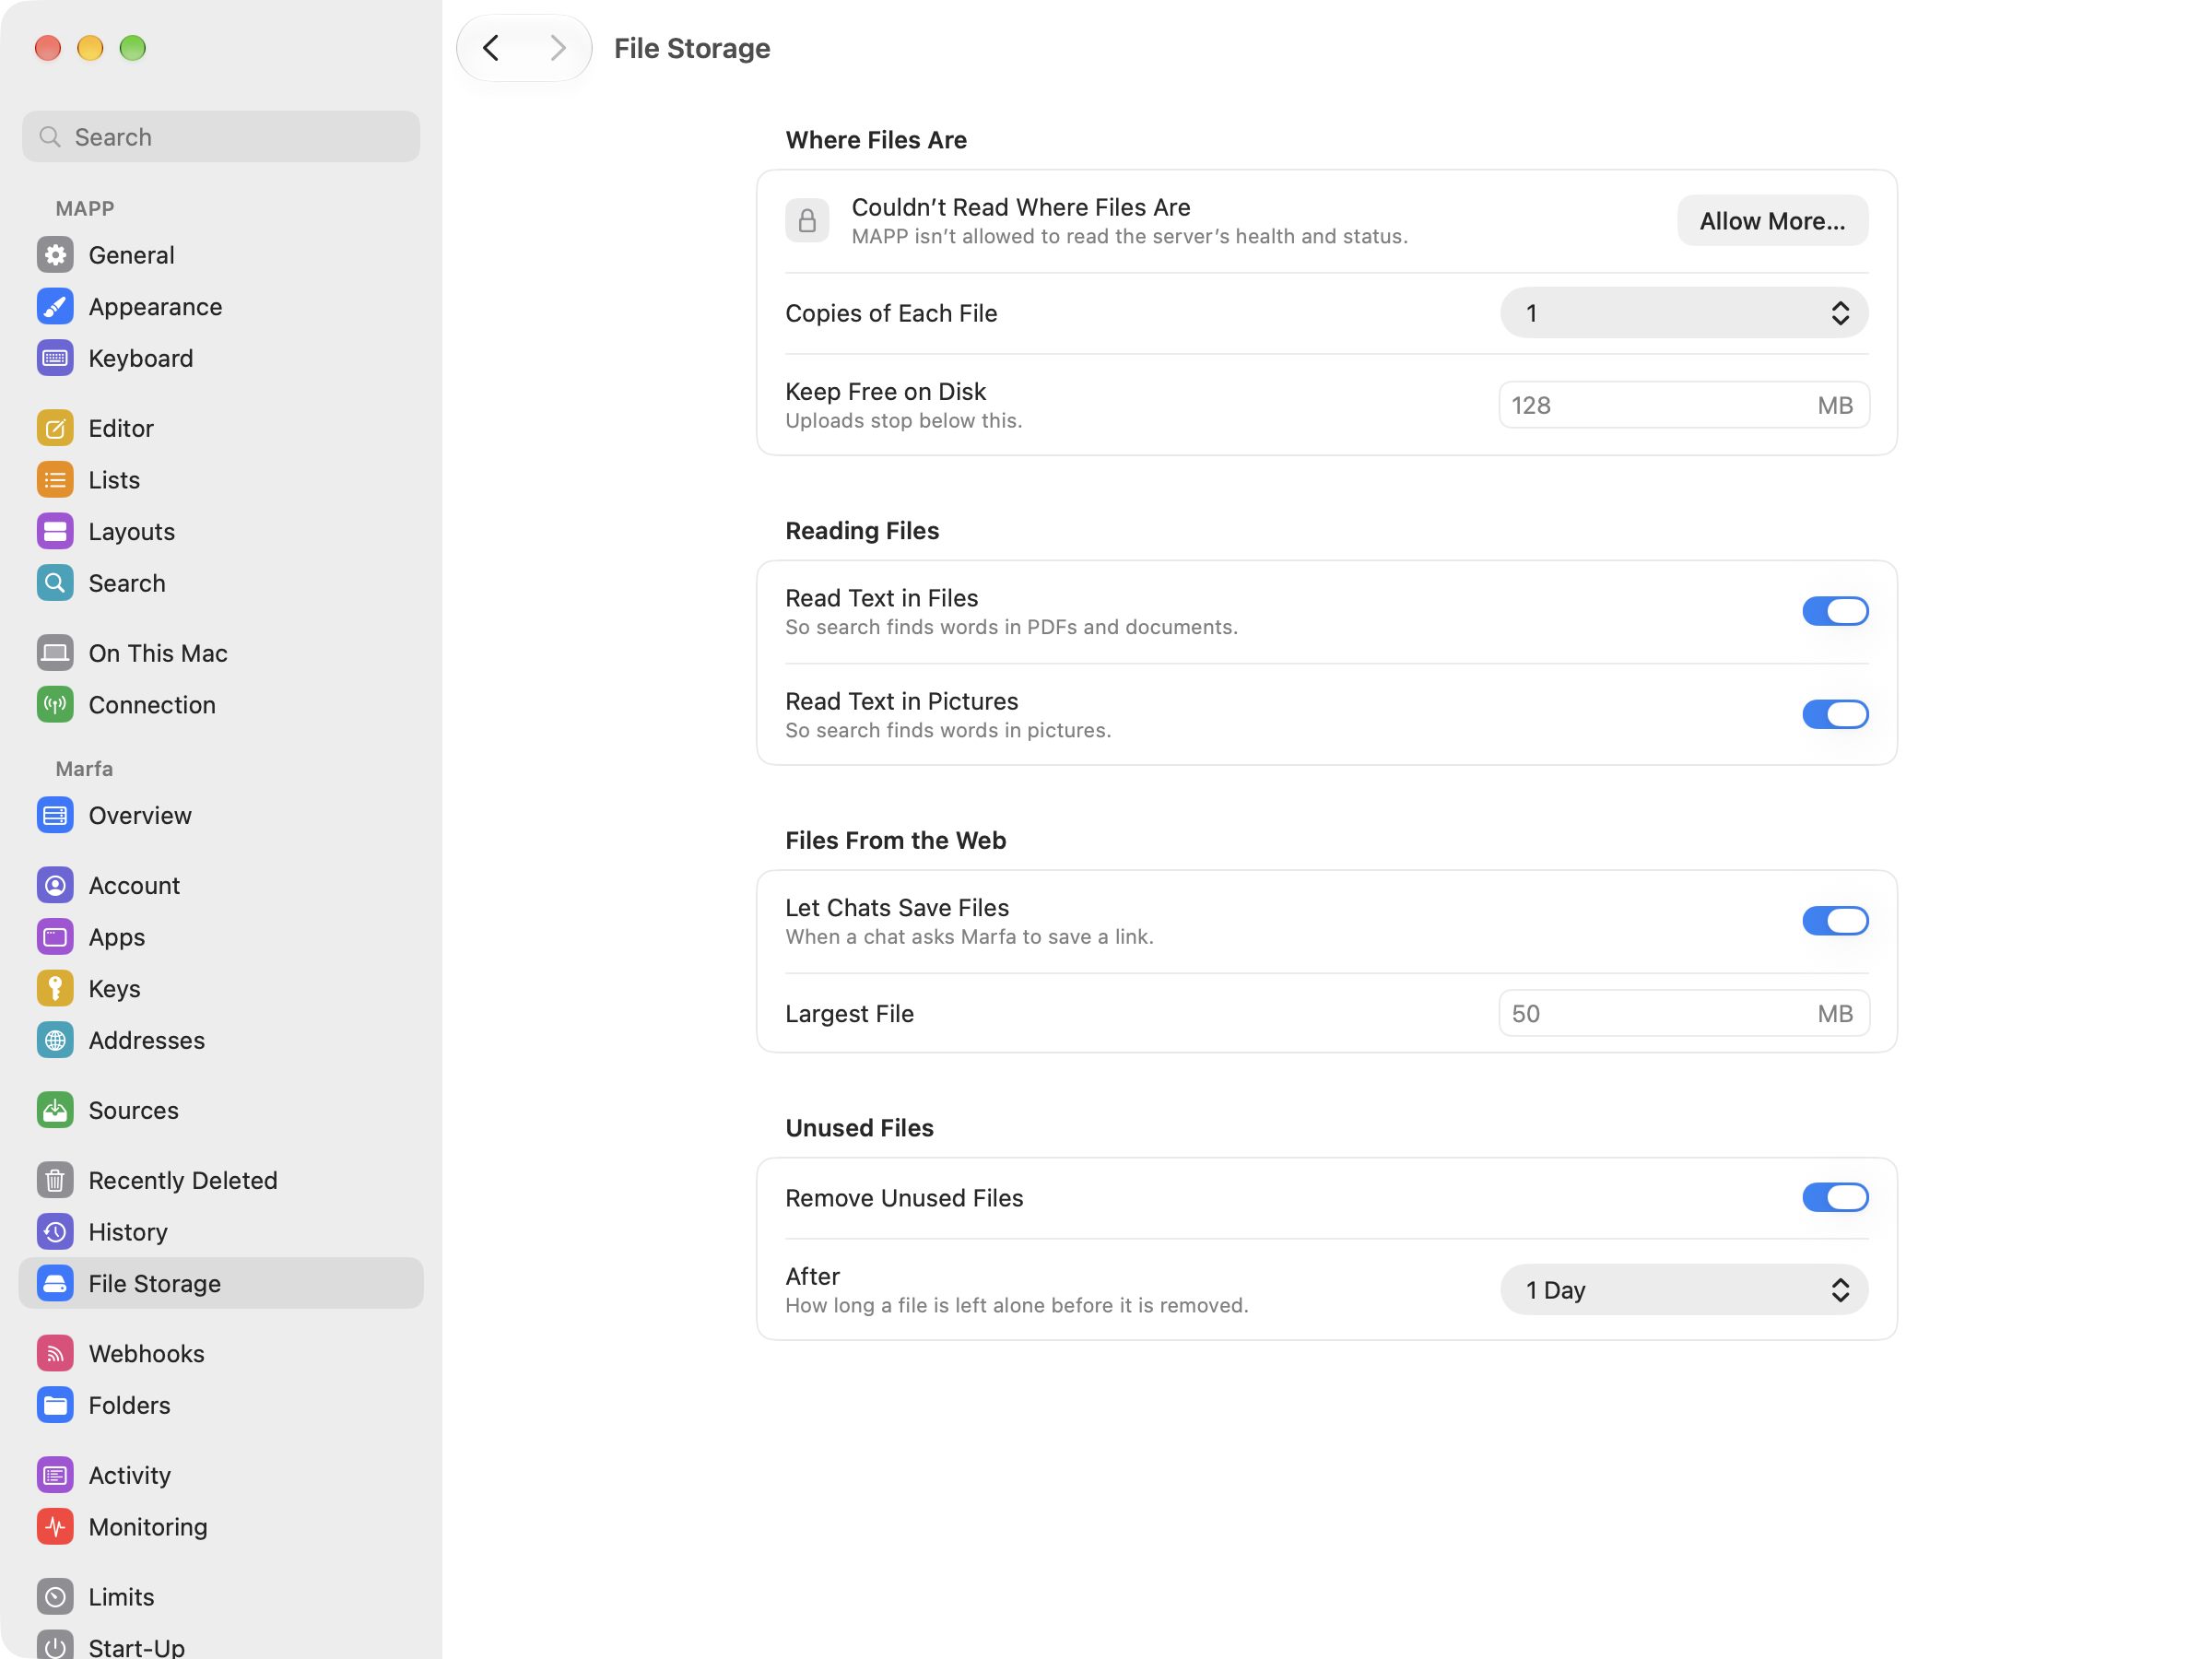 File Storage
Search
MAPP
General
Appearance
Keyboard
Editor
Lists
Layouts
Search
On This Mac
Connection
Marfa
Overview
Account
Apps
Keys
Addresses
Sources
Recently Deleted
History
File Storage
Webhooks
Folders
Activity
Monitoring
Limits
Start-Up
Where Files Are
Couldn’t Read Where Files Are
MAPP isn’t allowed to read the server’s health and status.
Allow More...
Copies of Each File
1
Keep Free on Disk
Uploads stop below this.
128 MB
Reading Files
Read Text in Files
So search finds words in PDFs and documents.
Read Text in Pictures
So search finds words in pictures.
Files From the Web
Let Chats Save Files
When a chat asks Marfa to save a link.
Largest File
50 MB
Unused Files
Remove Unused Files
After
How long a file is left alone before it is removed.
1 Day